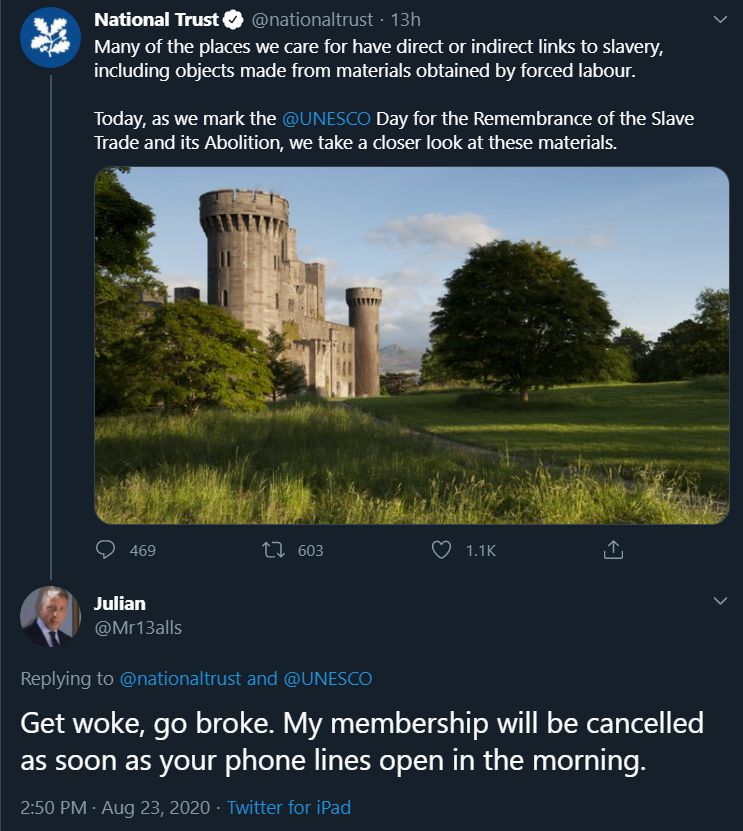 National Trust @nationaltrust · 13h
Many of the places we care for have direct or indirect links to slavery,
including objects made from materials obtained by forced labour.
Today, as we mark the @UNESCO Day for the Remembrance of the Slave
Trade and its Abolition, we take a closer look at these materials.
469 603 1.1K
Julian
@Mr13alls
Replying to @nationaltrust and @UNESCO
Get woke, go broke. My membership will be cancelled
as soon as your phone lines open in the morning.
2:50 PM · Aug 23, 2020 · Twitter for iPad